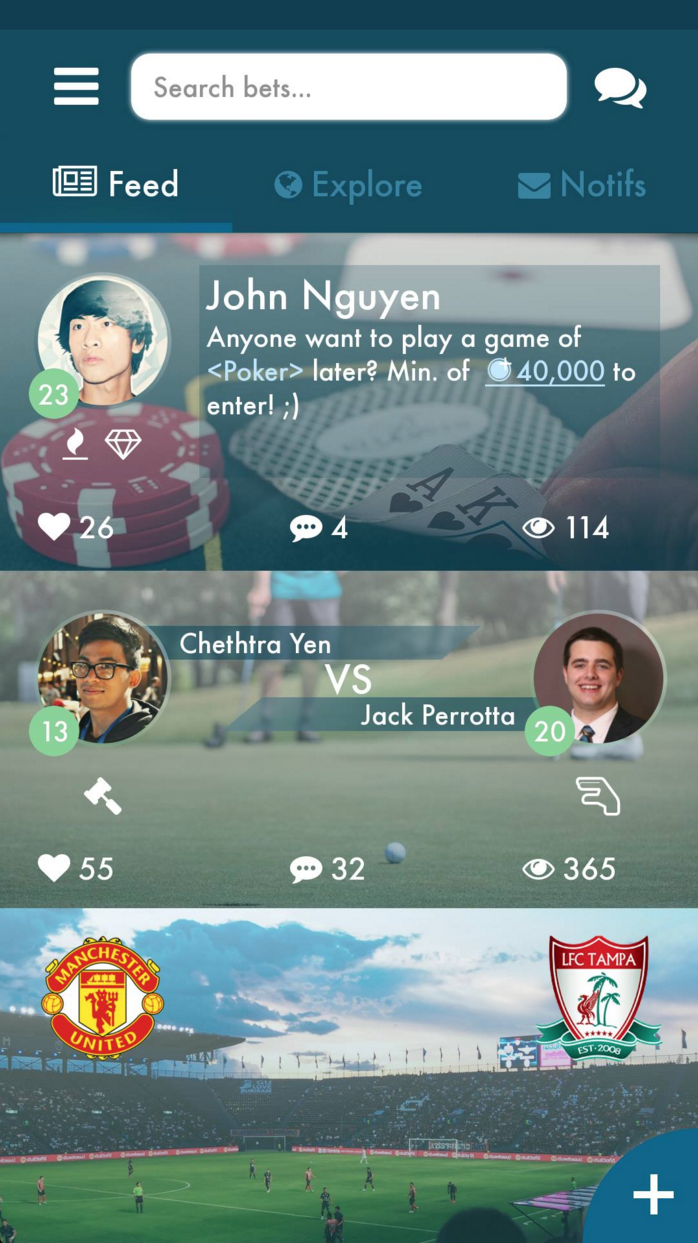 Search bets...
Feed
Explore
Notifs
John Nguyen
Anyone want to play a game of
<Poker> later? Min. of 40,000 to
enter! ;)
23
A K
26
4
114
Chethtra Yen
VS
Jack Perrotta
13
20
55
32
365
MANCHESTER
UNITED
LFC TAMPA
EST·2008
+